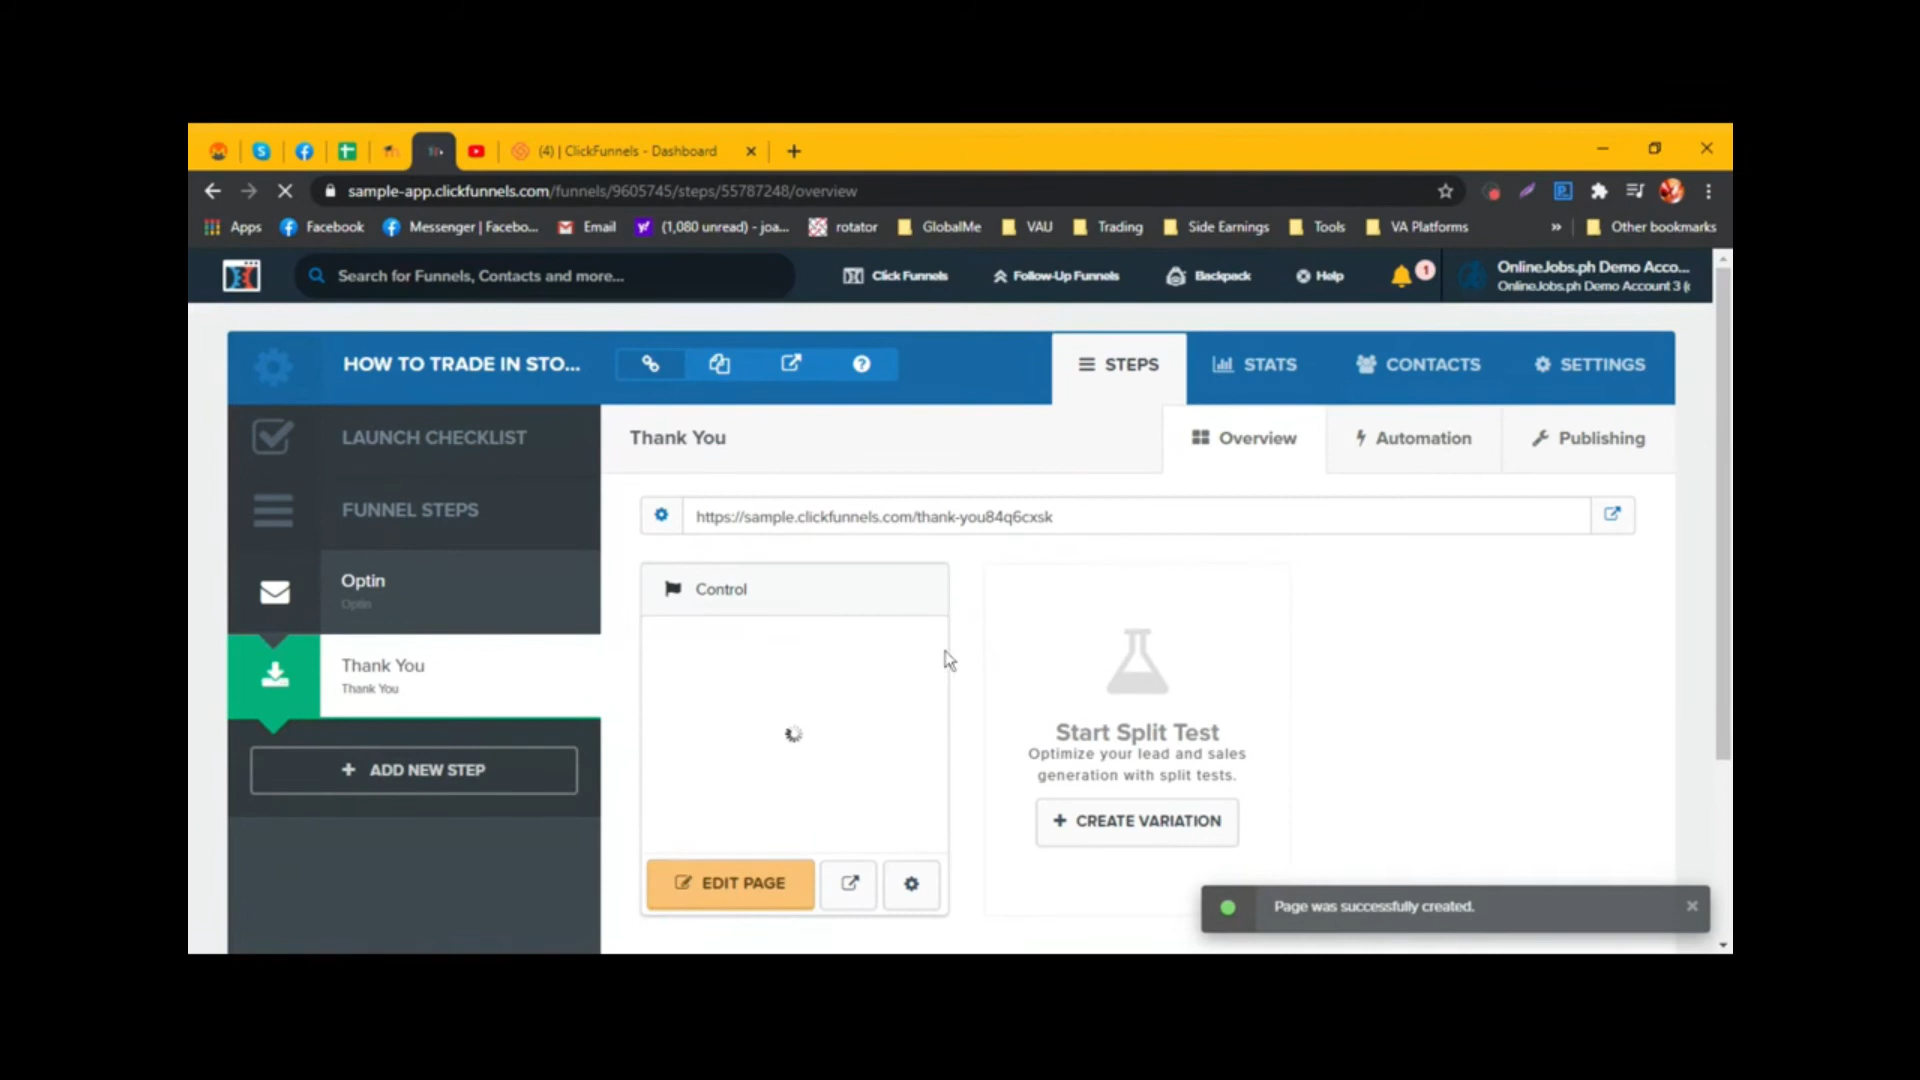 (4) | ClickFunnels - Dashboard
sample-app.clickfunnels.com/funnels/9605745/steps/55787248/overview
Apps Facebook Messenger | Facebo... Email (1,080 unread) - joa... rotator GlobalMe VAU Trading Side Earnings Tools VA Platforms » Other bookmarks
Search for Funnels, Contacts and more... Click Funnels Follow-Up Funnels Backpack Help 1 OnlineJobs.ph Demo Acco...
OnlineJobs.ph Demo Account 3 (
HOW TO TRADE IN STO... STEPS STATS CONTACTS SETTINGS
LAUNCH CHECKLIST
Thank You Overview Automation Publishing
FUNNEL STEPS
https://sample.clickfunnels.com/thank-you84q6cxsk
Optin
Optin
Control
Thank You
Thank You
Start Split Test
Optimize your lead and sales
generation with split tests.
+ ADD NEW STEP
+ CREATE VARIATION
EDIT PAGE
Page was successfully created.